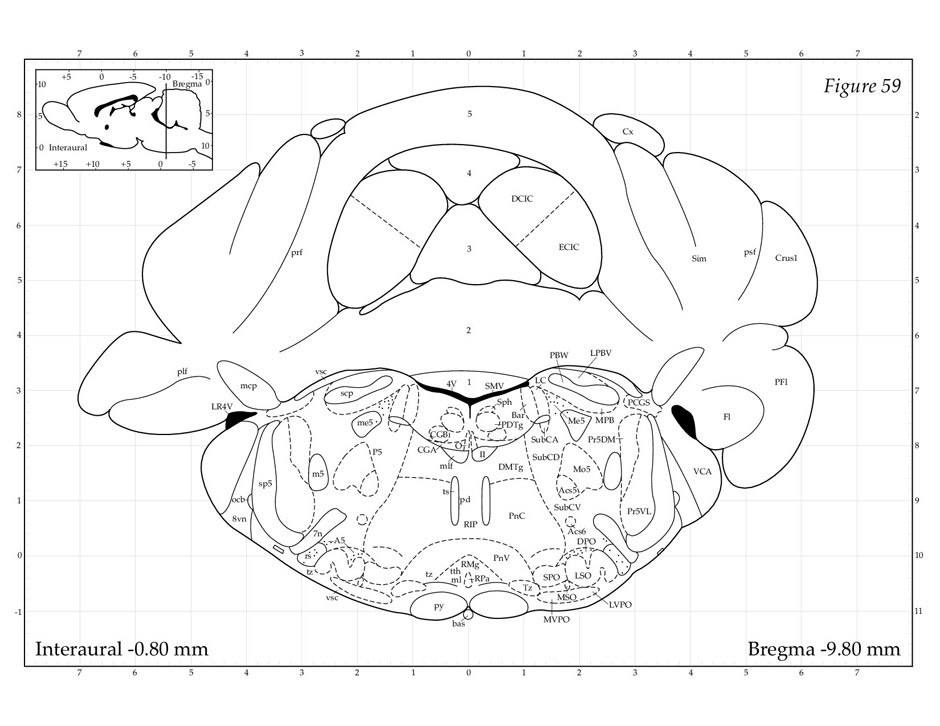 7 6 5 4 3 2 1 0 1 2 3 4 5 6 7
+5 0 -5 -10 -15
Bregma
10 0
5 5
0 Interaural 10
+15 +10 +5 0 -5
Figure 59
8 2
7 3
6 4
5 5
4 6
3 7
2 8
1 9
0 10
-1 11
5
Cx
4
DCIC
3
ECIC
prf
Sim
psf
Crus1
2
PBW
LPBV
plf
vsc
1
mcp
scp
4V
SMV
LC
PFl
LR4V
Sph
PCGS
me5
Bar
PDTg
Me5
MPB
Fl
CGB
SubCA
Pr5DM
CGA
O
II
P5
mlf
DMTg
SubCD
Mo5
VCA
m5
sp5
ts
Acs5
ocb
pd
SubCV
Pr5VL
8vn
RIP
PnC
7n
Acs6
A5
DPO
rs
PnV
RMg
tz
tz
tth
ml
RPa
SPO
LSO
Tz
vsc
MSO
py
LVPO
bas
MVPO
Interaural -0.80 mm
Bregma -9.80 mm
7 6 5 4 3 2 1 0 1 2 3 4 5 6 7